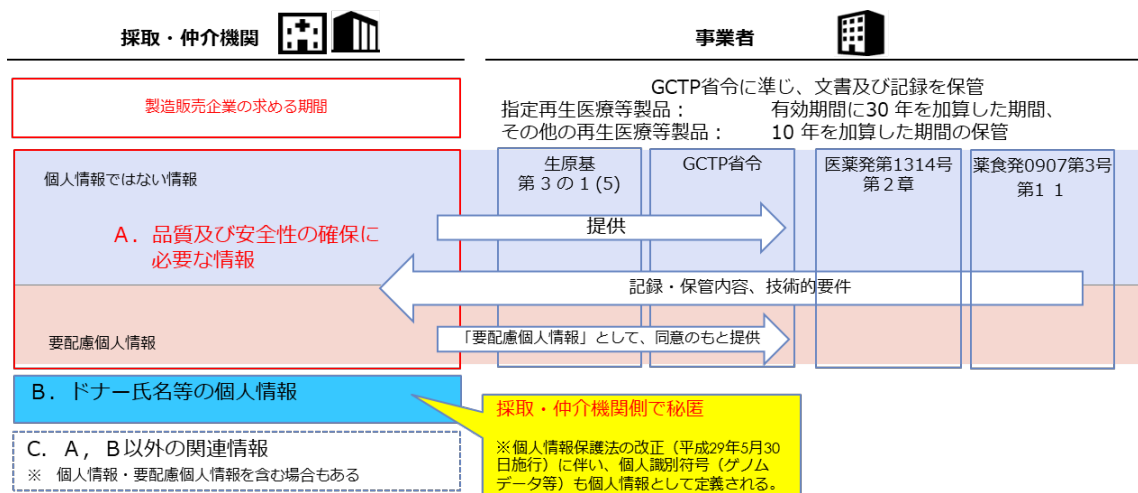 採取・仲介機関
事業者
製造販売企業の求める期間
GCTP省令に準じ、文書及び記録を保管
指定再生医療等製品: 有効期間に30 年を加算した期間、
その他の再生医療等製品: 10 年を加算した期間の保管
生原基
第３の１(5)
GCTP省令
医薬発第1314号
第２章
薬食発0907第3号
第1 1
個人情報ではない情報
A. 品質及び安全性の確保に
必要な情報
提供
記録・保管内容、技術的要件
要配慮個人情報
「要配慮個人情報」として、同意のもと提供
B. ドナー氏名等の個人情報
採取・仲介機関側で秘匿
※個人情報保護法の改正（平成29年5月30
日施行）に伴い、個人識別符号（ゲノム
データ等）も個人情報として定義される。
C. A, B以外の関連情報
※ 個人情報・要配慮個人情報を含む場合もある